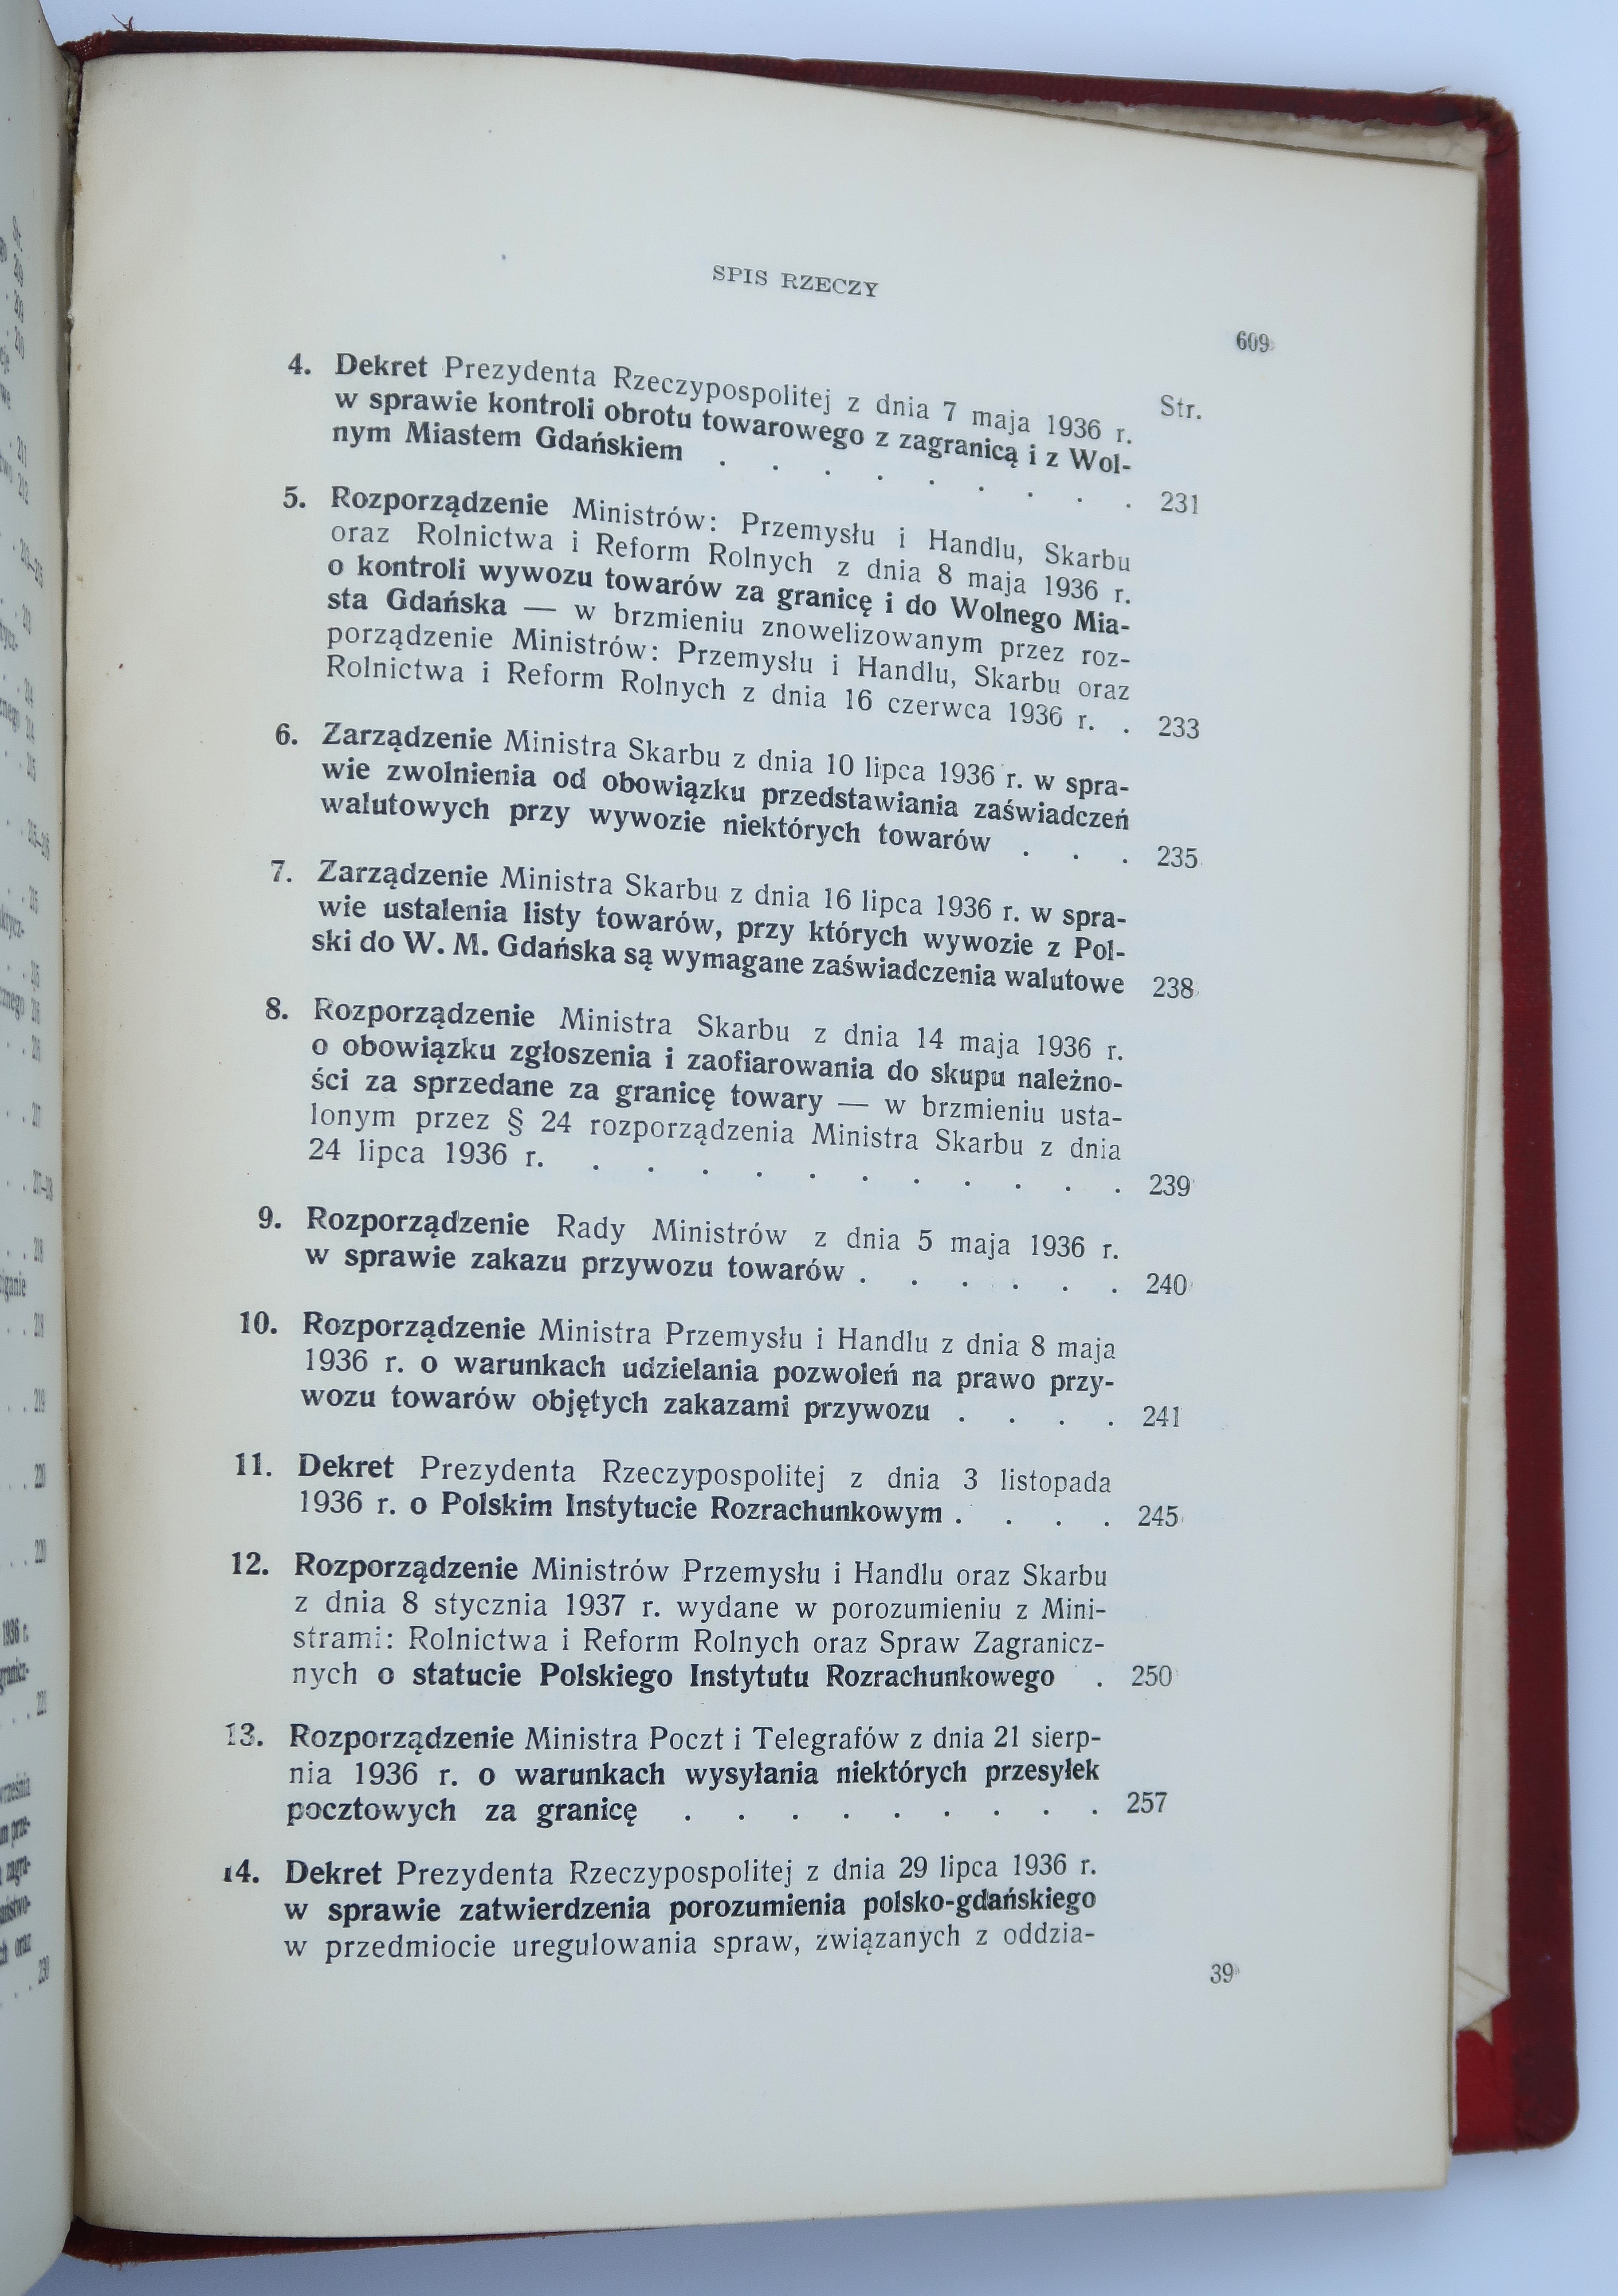 SPIS RZECZY
609
Str.
4. Dekret Prezydenta Rzeczypospolitej z dnia 7 maja 1936 r.
w sprawie kontroli obrotu towarowego z zagranicą i z Wol-
nym Miastem Gdańskiem . . . . . . . . . 231
5. Rozporządzenie Ministrów: Przemysłu i Handlu, Skarbu
oraz Rolnictwa i Reform Rolnych z dnia 8 maja 1936 r.
o kontroli wywozu towarów za granicę i do Wolnego Mia-
sta Gdańska — w brzmieniu znowelizowanym przez roz-
porządzenie Ministrów: Przemysłu i Handlu, Skarbu oraz
Rolnictwa i Reform Rolnych z dnia 16 czerwca 1936 r. . 233
6. Zarządzenie Ministra Skarbu z dnia 10 lipca 1936 r. w spra-
wie zwolnienia od obowiązku przedstawiania zaświadczeń
walutowych przy wywozie niektórych towarów . . . 235
7. Zarządzenie Ministra Skarbu z dnia 16 lipca 1936 r. w spra-
wie ustalenia listy towarów, przy których wywozie z Pol-
ski do W. M. Gdańska są wymagane zaświadczenia walutowe 238
8. Rozporządzenie Ministra Skarbu z dnia 14 maja 1936 r.
o obowiązku zgłoszenia i zaofiarowania do skupu należno-
ści za sprzedane za granicę towary — w brzmieniu usta-
lonym przez § 24 rozporządzenia Ministra Skarbu z dnia
24 lipca 1936 r. . . . . . . . . . . . 239
9. Rozporządzenie Rady Ministrów z dnia 5 maja 1936 r.
w sprawie zakazu przywozu towarów . . . . . . 240
10. Rozporządzenie Ministra Przemysłu i Handlu z dnia 8 maja
1936 r. o warunkach udzielania pozwoleń na prawo przy-
wozu towarów objętych zakazami przywozu . . . . 241
11. Dekret Prezydenta Rzeczypospolitej z dnia 3 listopada
1936 r. o Polskim Instytucie Rozrachunkowym . . . . 245
12. Rozporządzenie Ministrów Przemysłu i Handlu oraz Skarbu
z dnia 8 stycznia 1937 r. wydane w porozumieniu z Mini-
strami: Rolnictwa i Reform Rolnych oraz Spraw Zagranicz-
nych o statucie Polskiego Instytutu Rozrachunkowego . 250
13. Rozporządzenie Ministra Poczt i Telegrafów z dnia 21 sierp-
nia 1936 r. o warunkach wysyłania niektórych przesyłek
pocztowych za granicę . . . . . . . . . 257
14. Dekret Prezydenta Rzeczypospolitej z dnia 29 lipca 1936 r.
w sprawie zatwierdzenia porozumienia polsko-gdańskiego
w przedmiocie uregulowania spraw, związanych z oddzia-
39